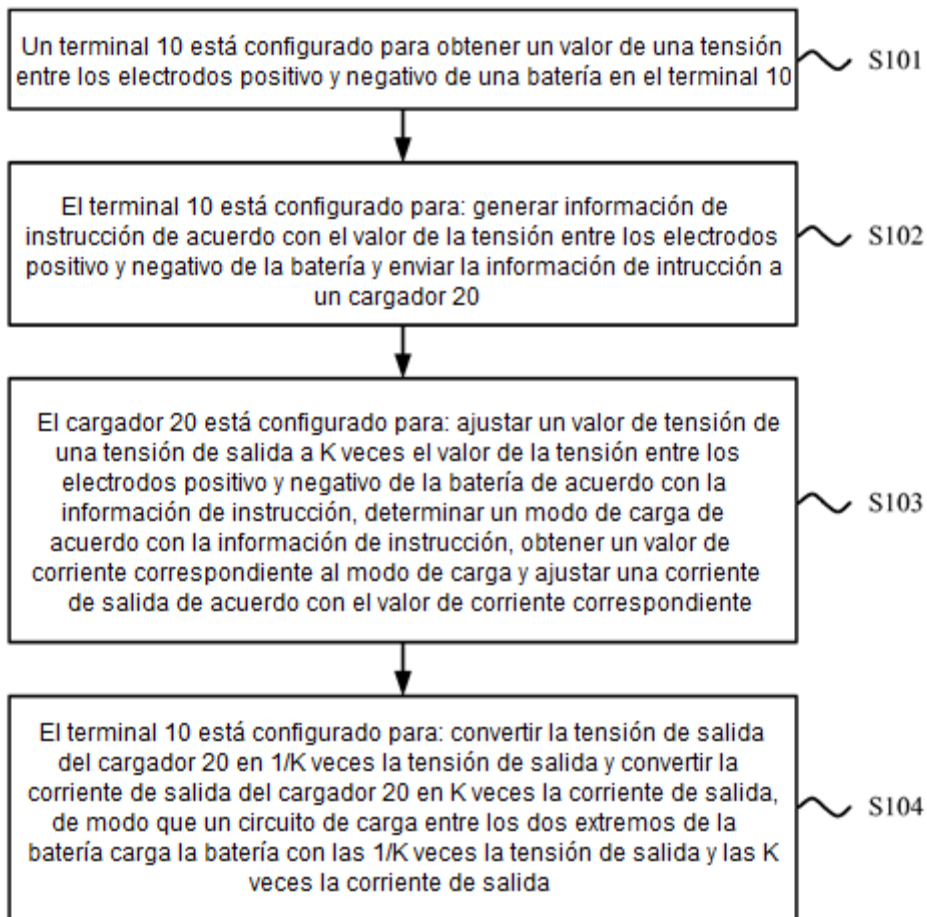 Un terminal 10 está configurado para obtener un valor de una tensión
entre los electrodos positivo y negativo de una batería en el terminal 10
S101
El terminal 10 está configurado para: generar información de
instrucción de acuerdo con el valor de la tensión entre los electrodos
positivo y negativo de la batería y enviar la información de intrucción a
un cargador 20
S102
El cargador 20 está configurado para: ajustar un valor de tensión de
una tensión de salida a K veces el valor de la tensión entre los
electrodos positivo y negativo de la batería de acuerdo con la
información de instrucción, determinar un modo de carga de
acuerdo con la información de instrucción, obtener un valor de
corriente correspondiente al modo de carga y ajustar una corriente
de salida de acuerdo con el valor de corriente correspondiente
S103
El terminal 10 está configurado para: convertir la tensión de salida
del cargador 20 en 1/K veces la tensión de salida y convertir la
corriente de salida del cargador 20 en K veces la corriente de salida,
de modo que un circuito de carga entre los dos extremos de la
batería carga la batería con las 1/K veces la tensión de salida y las K
veces la corriente de salida
S104